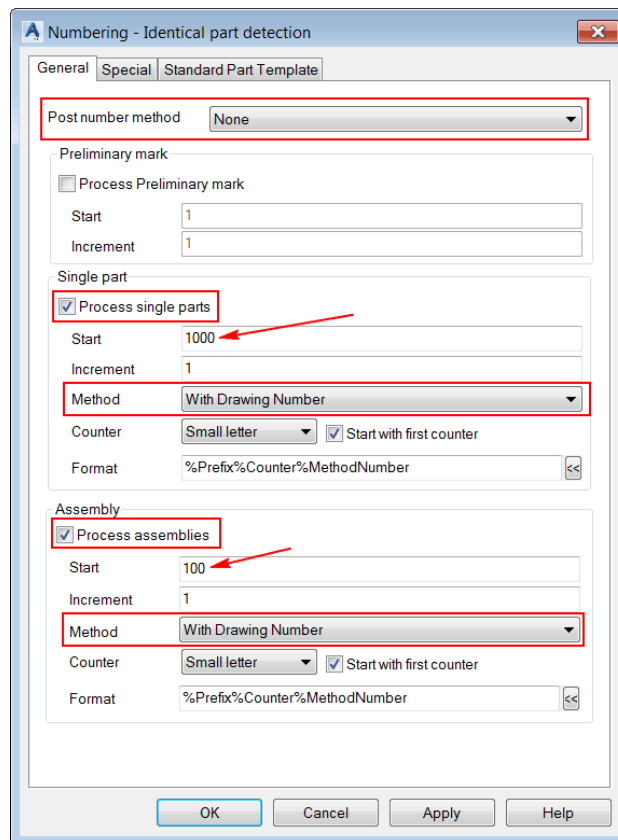 Numbering - Identical part detection
General Special Standard Part Template
Post number method None
Preliminary mark
Process Preliminary mark
Start 1
Increment 1
Single part
Process single parts
Start 1000
Increment 1
Method With Drawing Number
Counter Small letter Start with first counter
Format %Prefix%Counter%MethodNumber <<
Assembly
Process assemblies
Start 100
Increment 1
Method With Drawing Number
Counter Small letter Start with first counter
Format %Prefix%Counter%MethodNumber <<
OK Cancel Apply Help